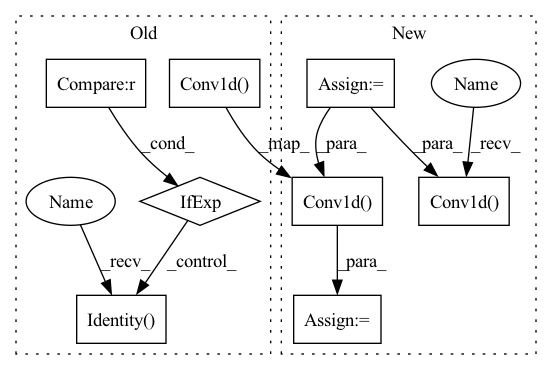 Old
New
Compare:r
Conv1d()
Assign:=
Name
_cond_
_map_
_para_
_para_
_recv_
Name
IfExp
Conv1d()
Conv1d()
_recv_
_control_
_para_
Identity()
Assign:=